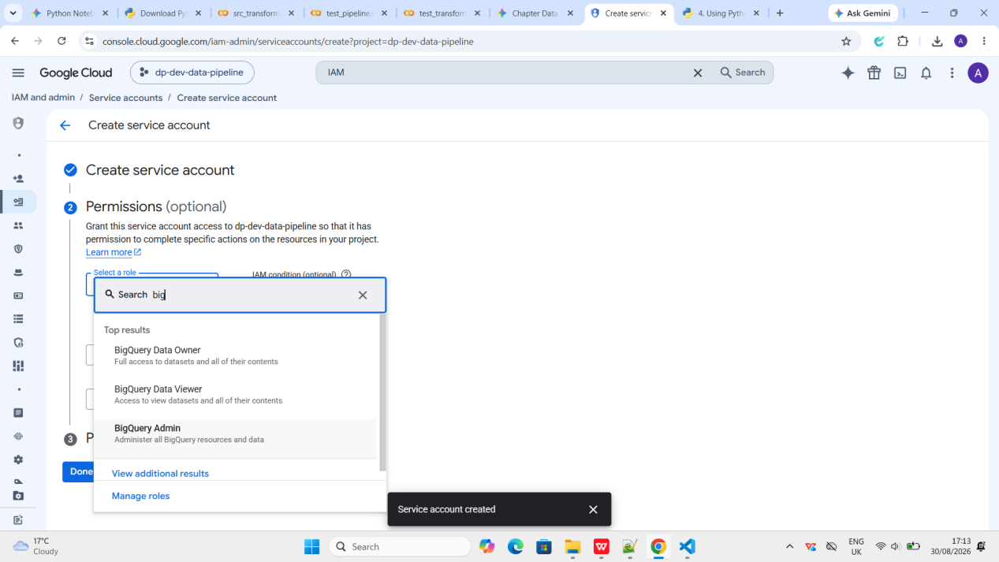 Python Notebo
Download Py
src_transform
test_pipeline.i
test_transform
Chapter Data
Create service
4. Using Pyth
Ask Gemini
console.cloud.google.com/iam-admin/serviceaccounts/create?project=dp-dev-data-pipeline
A
Google Cloud
dp-dev-data-pipeline
IAM
Search
A
IAM and admin / Service accounts / Create service account
Create service account
Create service account
2 Permissions (optional)
Grant this service account access to dp-dev-data-pipeline so that it has
permission to complete specific actions on the resources in your project.
Learn more
Select a role
IAM condition (optional)
Search big
Top results
BigQuery Data Owner
Full access to datasets and all of their contents
BigQuery Data Viewer
Access to view datasets and all of their contents
BigQuery Admin
Administer all BigQuery resources and data
3 P
Done
View additional results
Manage roles
Service account created
17°C
Cloudy
Search
ENG
UK
17:13
30/08/2026